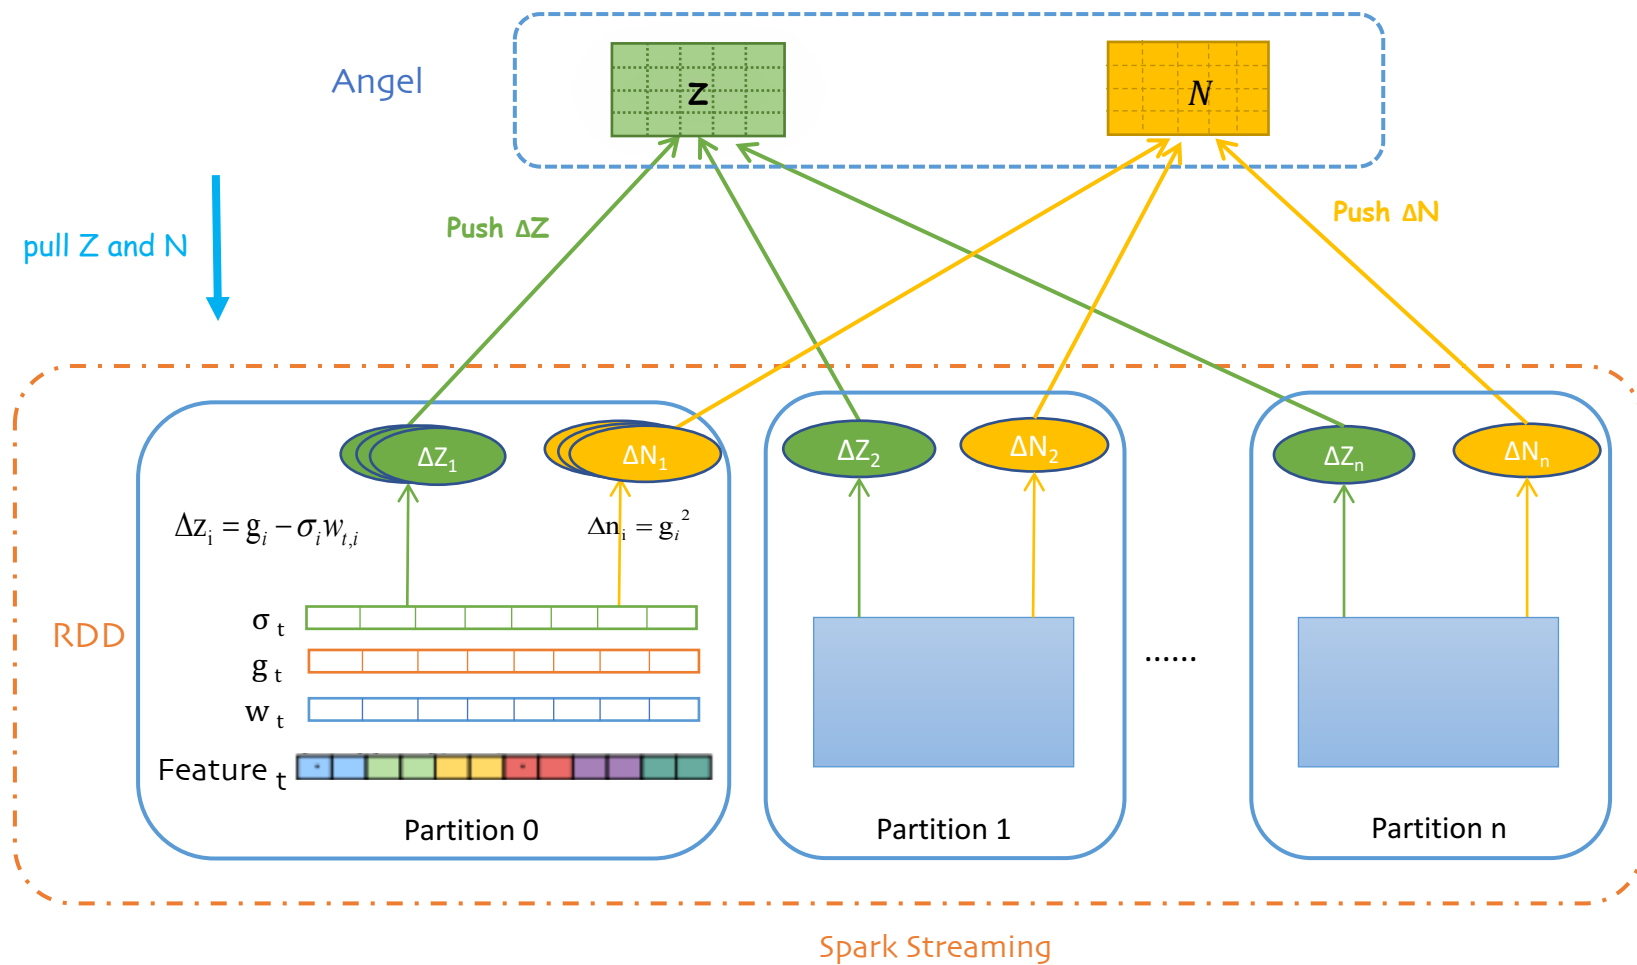 Angel
Z
N
Push ΔZ
Push ΔN
pull Z and N
ΔZ₁
ΔN₁
ΔZ₂
ΔN₂
ΔZₙ
ΔNₙ
Δzᵢ = gᵢ − σᵢwₜ,ᵢ
Δnᵢ = gᵢ²
σ t
RDD
g t
......
w t
Feature t
Partition 0
Partition 1
Partition n
Spark Streaming